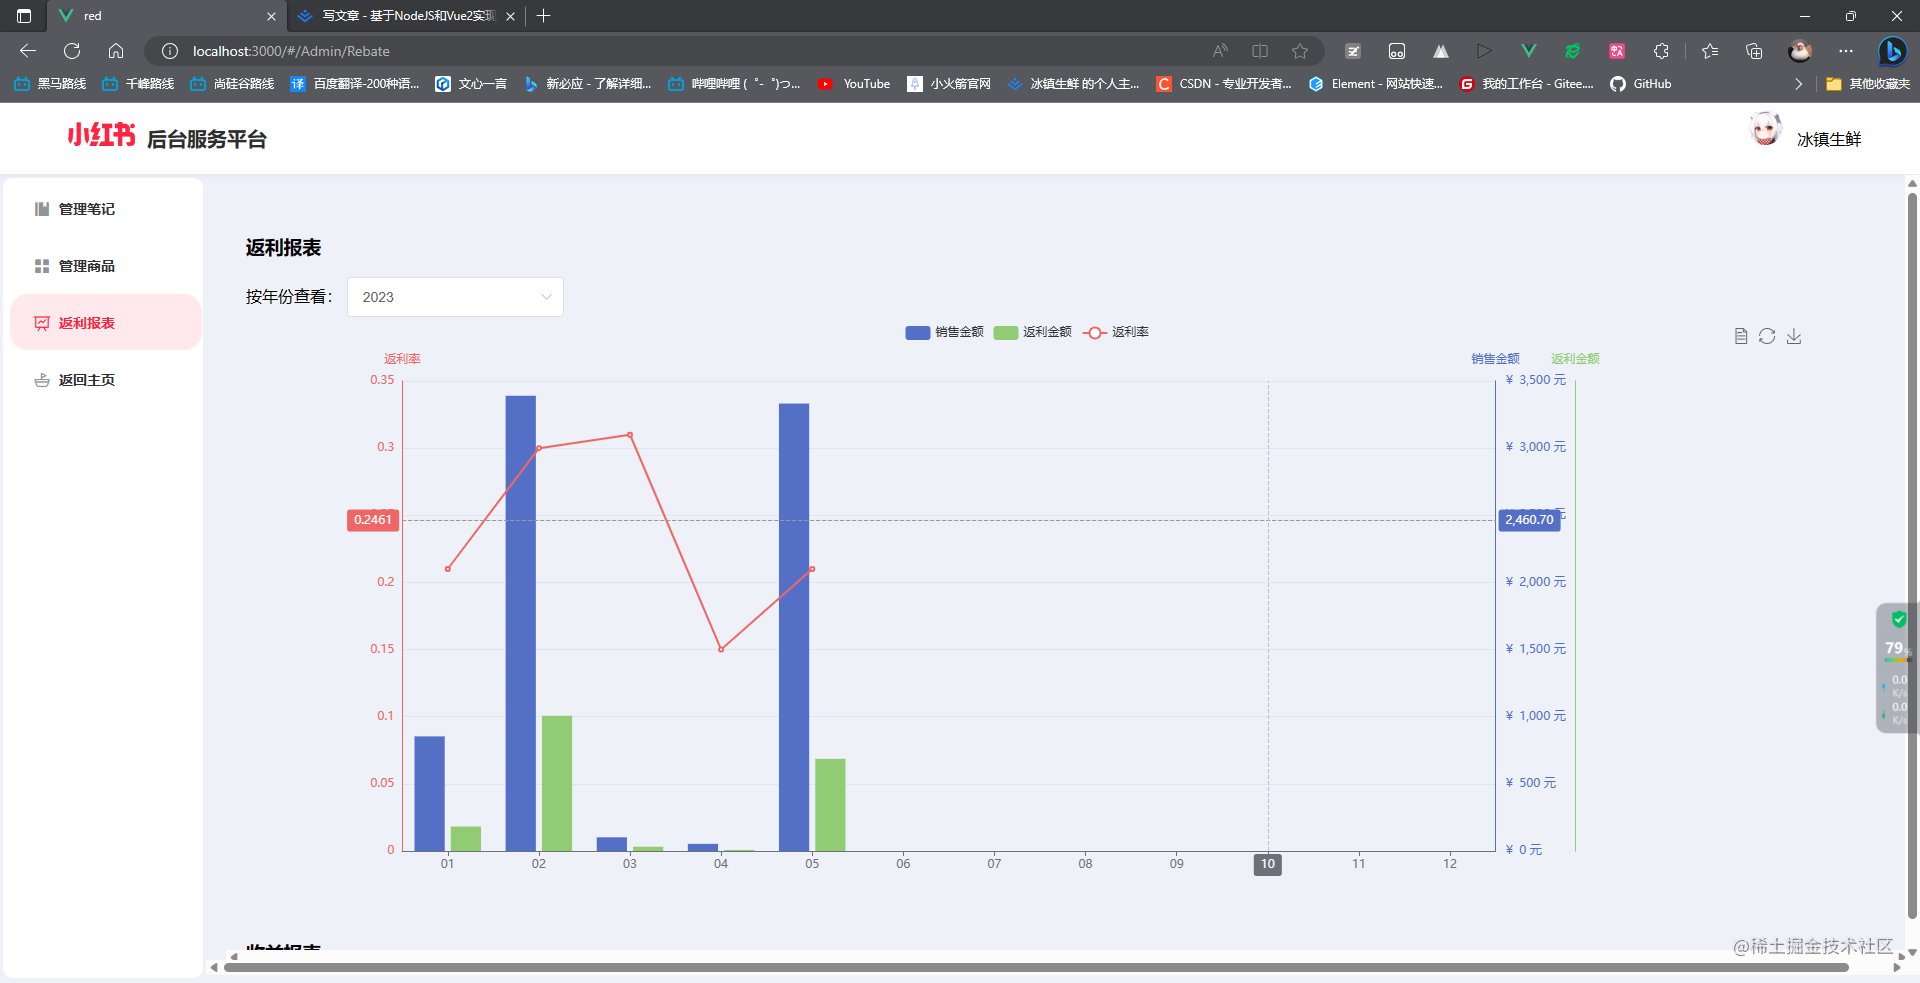 red
写文章 - 基于NodeJS和Vue2实现
localhost:3000/#/Admin/Rebate
黑马路线
千峰路线
尚硅谷路线
百度翻译-200种语...
文心一言
新必应 - 了解详细...
哔哩哔哩 ( ゜- ゜)つ...
YouTube
小火箭官网
冰镇生鲜 的个人主...
CSDN - 专业开发者...
Element - 网站快速...
我的工作台 - Gitee....
GitHub
其他收藏夹
小红书 后台服务平台
冰镇生鲜
管理笔记
管理商品
返利报表
返回主页
返利报表
按年份查看：
2023
销售金额 返利金额 返利率
返利率
销售金额
返利金额
0.35
0.3
0.2461
0.2
0.15
0.1
0.05
0
¥ 3,500 元
¥ 3,000 元
2,460.70
¥ 2,000 元
¥ 1,500 元
¥ 1,000 元
¥ 500 元
¥ 0 元
01 02 03 04 05 06 07 08 09 10 11 12
79%
0.0
K/s
0.0
K/s
@稀土掘金技术社区